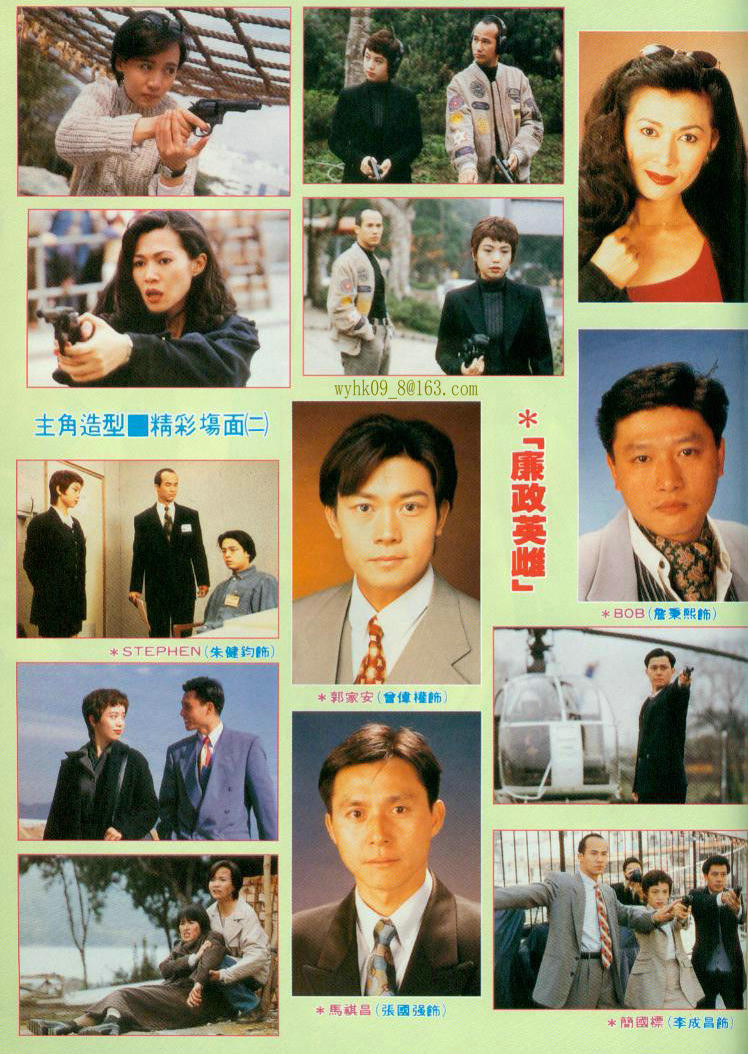 wyhk09_8@163.com
主角造型■精彩塲面㈡
*「廉政英雌」
*BOB(詹秉熙飾)
*STEPHEN(朱健鈞飾)
*郭家安(曾偉權飾)
*馬祺昌(張國强飾)
*簡國標(李成昌飾)